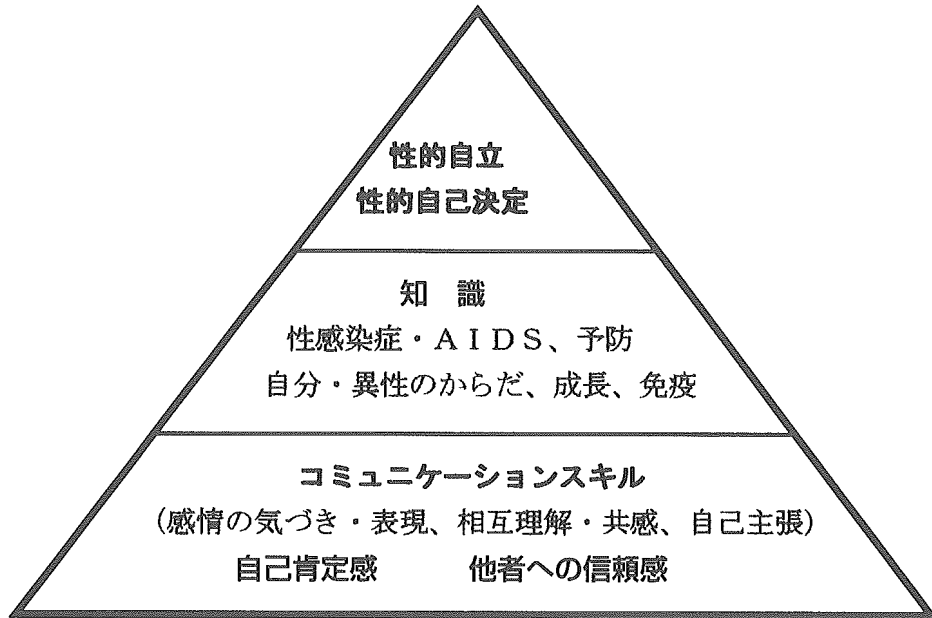 性的自立
性的自己決定
知　識
性感染症・ＡＩＤＳ、予防
自分・異性のからだ、成長、免疫
コミュニケーションスキル
（感情の気づき・表現、相互理解・共感、自己主張）
自己肯定感　　　他者への信頼感